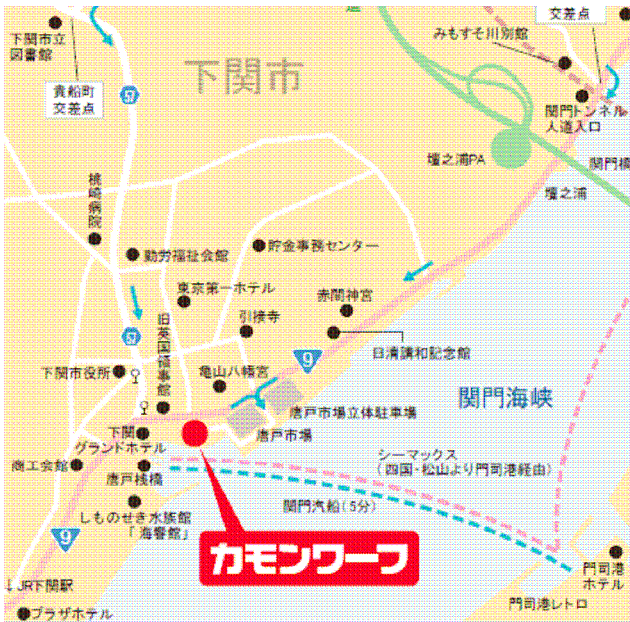 下関市立
図書館
貴船町
交差点
下関市
道
交差点
みもすそ川別館
関門トンネル
人道入口
壇之浦PA
関門橋
壇之浦
桃崎病院
勤労福祉会館
貯金事務センター
東京第一ホテル
赤間神宮
引接寺
旧英国領事館
日清講和記念館
9
下関市役所
亀山八幡宮
関門海峡
唐戸市場立体駐車場
唐戸市場
下関
グランドホテル
商工会館
唐戸桟橋
シーマックス
(四国・松山より門司港経由)
しものせき水族館
「海響館」
関門汽船(5分)
9
カモンワーフ
門司港
ホテル
門司港レトロ
↓JR下関駅
プラザホテル